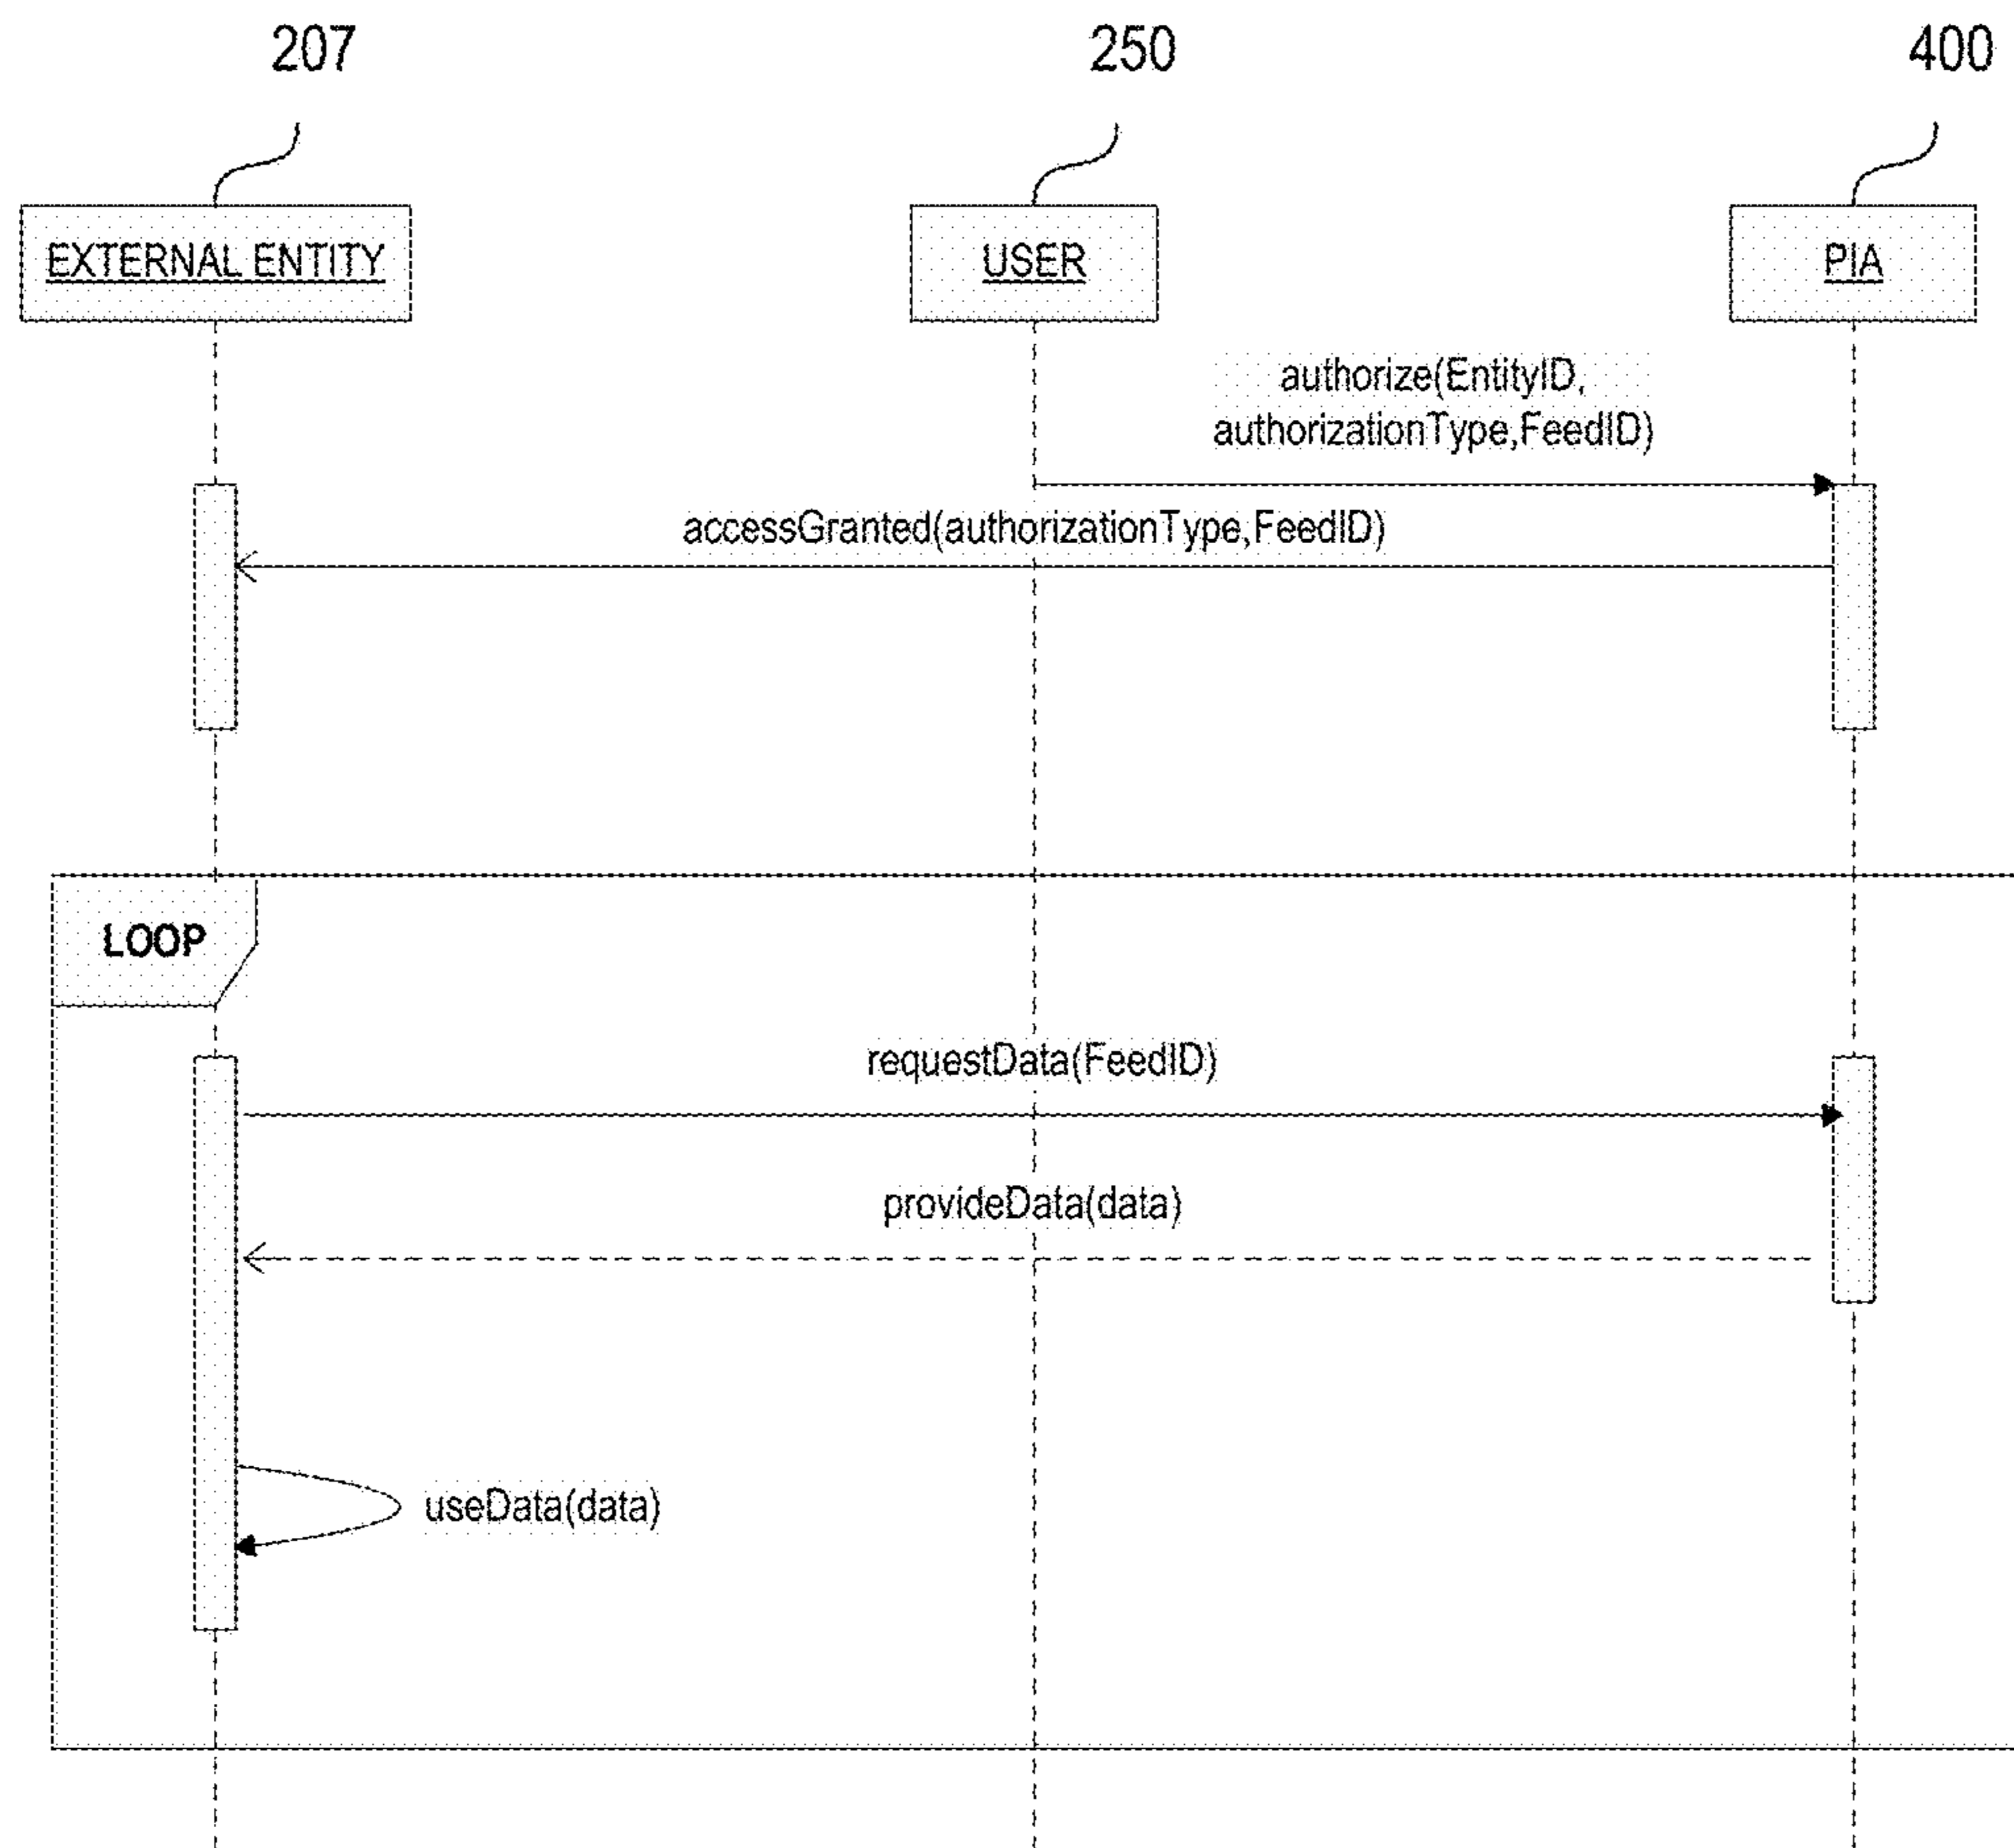 207
250
400
EXTERNAL ENTITY
USER
PIA
authorize(EntityID,
authorizationType,FeedID)
accessGranted(authorizationType,FeedID)
LOOP
requestData(FeedID)
provideData(data)
useData(data)